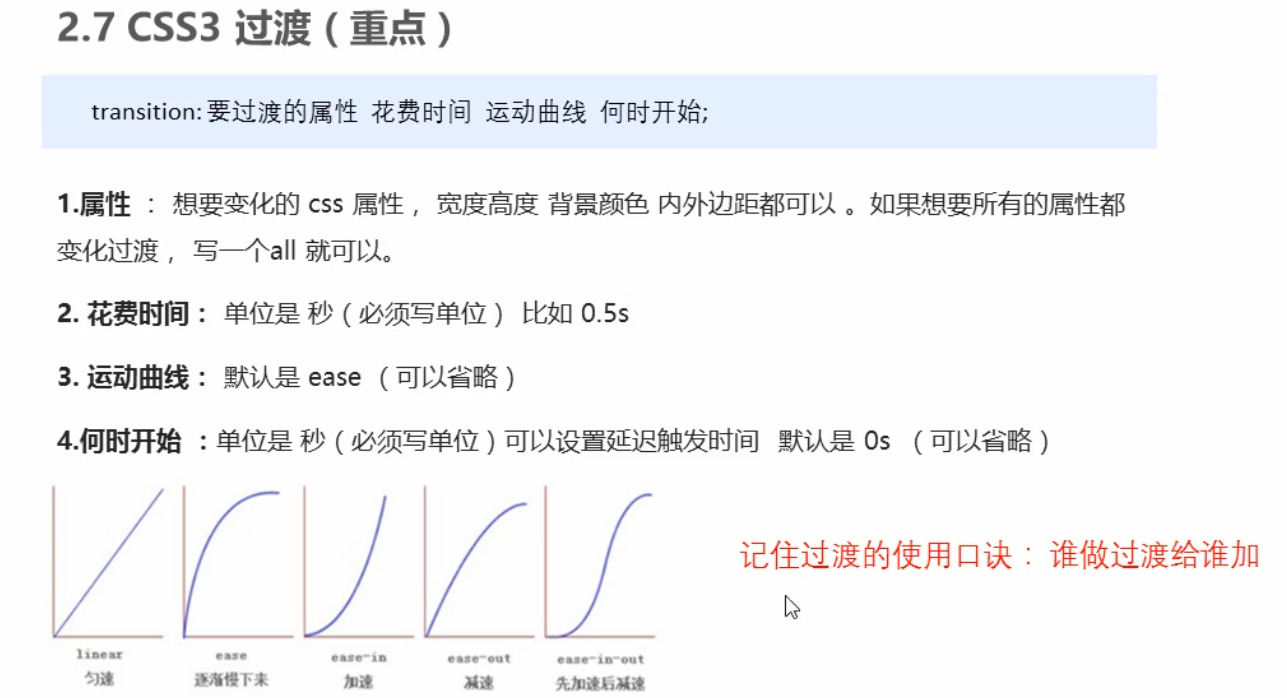 2.7 CSS3 过渡（重点）
transition: 要过渡的属性 花费时间 运动曲线 何时开始;
1.属性 ： 想要变化的 css 属性， 宽度高度 背景颜色 内外边距都可以 。如果想要所有的属性都
变化过渡， 写一个all 就可以。
2. 花费时间： 单位是 秒（必须写单位） 比如 0.5s
3. 运动曲线： 默认是 ease （可以省略）
4.何时开始 ：单位是 秒（必须写单位）可以设置延迟触发时间 默认是 0s （可以省略）
记住过渡的使用口诀： 谁做过渡给谁加
linear ease ease-in ease-out ease-in-out
匀速 逐渐慢下来 加速 减速 先加速后减速